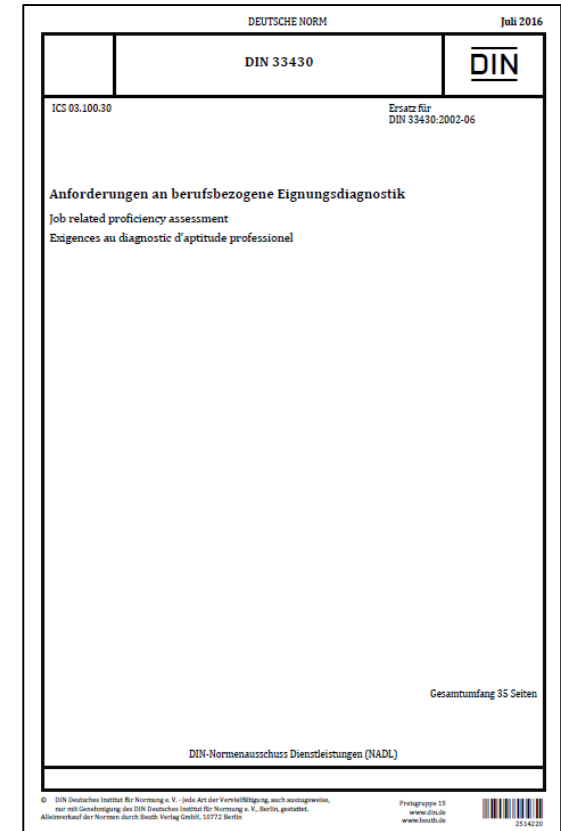 DEUTSCHE NORM
Juli 2016
DIN 33430
DIN
ICS 03.100.30
Ersatz für
DIN 33430:2002-06
Anforderungen an berufsbezogene Eignungsdiagnostik
Job related proficiency assessment
Exigences au diagnostic d'aptitude professionel
Gesamtumfang 35 Seiten
DIN-Normenausschuss Dienstleistungen (NADL)
© DIN Deutsches Institut für Normung e. V. - Jede Art der Vervielfältigung, auch auszugsweise,
nur mit Genehmigung des DIN Deutsches Institut für Normung e. V., Berlin, gestattet.
Alleinverkauf der Normen durch Beuth Verlag GmbH, 10772 Berlin
Preisgruppe 15
www.din.de
www.beuth.de
2514220